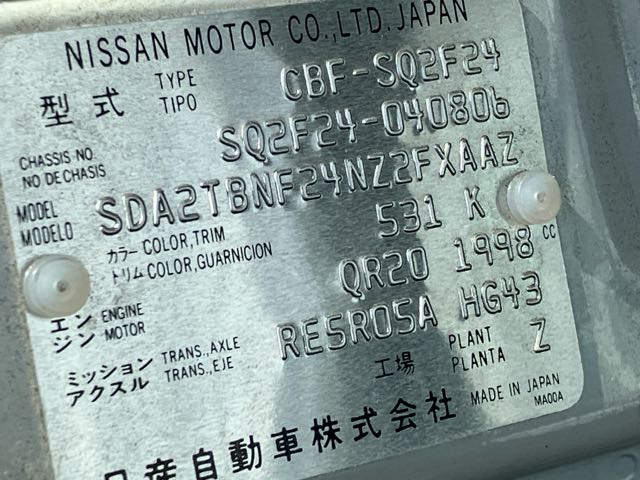 NISSAN MOTOR CO.,LTD.JAPAN
型式 TYPE TIPO CBF-SQ2F24
CHASSIS NO. NO DE CHASIS SQ2F24-040806
MODEL MODELO SDA2TBNF24NZ2FXAAZ
カラー COLOR,TRIM トリム COLOR,GUARNICION 531 K
エンジン ENGINE MOTOR QR20 1998 cc
ミッション アクスル TRANS.,AXLE TRANS.,EJE RE5R05A HG43
工場 PLANT PLANTA Z
日産自動車株式会社 MADE IN JAPAN
MA00A